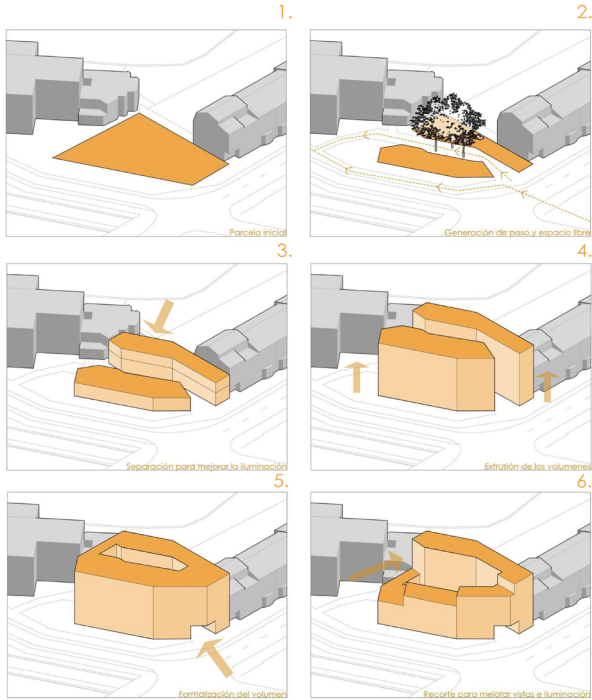 1.
2.
Parcela inicial
Generación de paso y espacio libre
3.
4.
Separación para mejorar la iluminación
Extrusión de los volumenes
5.
6.
Formalización del volumen
Recorte para mejorar vistas e iluminación